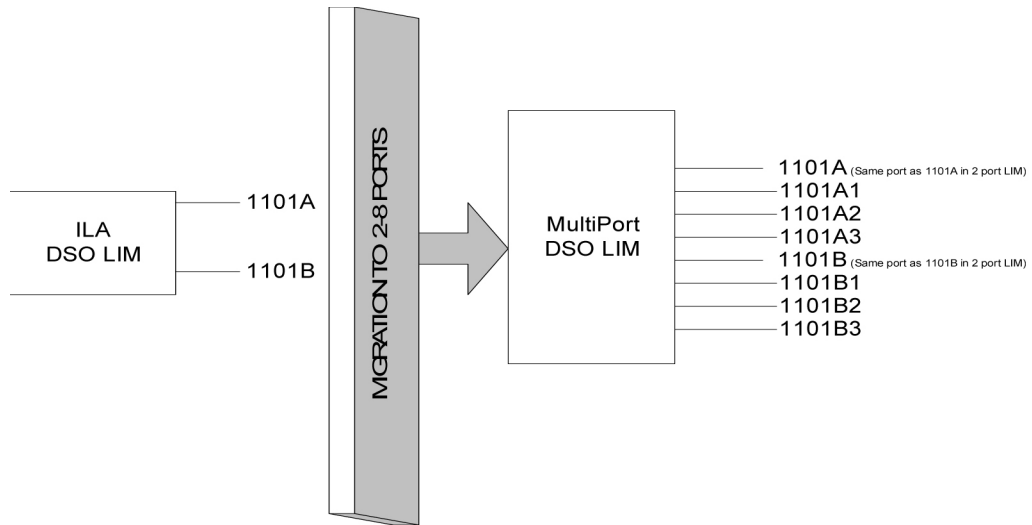 ILA
DSO LIM
1101A
1101B
MIGRATION TO 2-8 PORTS
MultiPort
DSO LIM
1101A (Same port as 1101A in 2 port LIM)
1101A1
1101A2
1101A3
1101B (Same port as 1101B in 2 port LIM)
1101B1
1101B2
1101B3